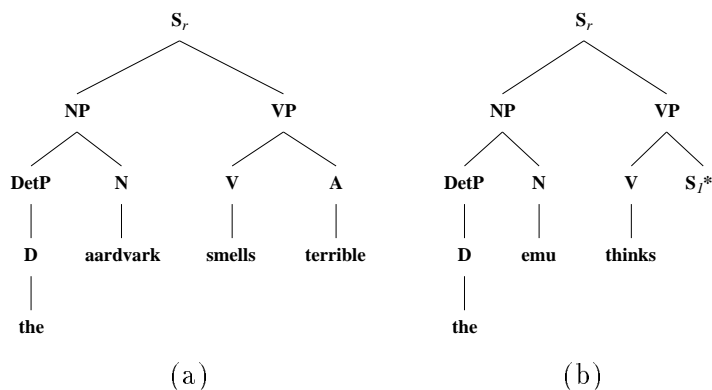 S_r S_r
NP VP NP VP
DetP N V A DetP N V S_1*
D aardvark smells terrible D emu thinks
the the
(a) (b)